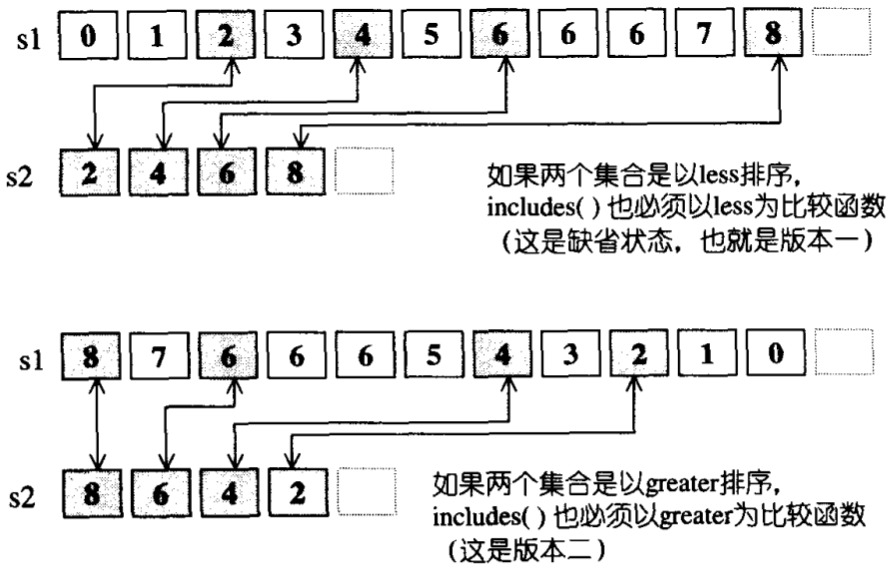 s1 0 1 2 3 4 5 6 6 6 7 8
s2 2 4 6 8
如果两个集合是以less排序，
includes( ) 也必须以less为比较函数
（这是缺省状态，也就是版本一）
s1 8 7 6 6 6 5 4 3 2 1 0
s2 8 6 4 2
如果两个集合是以greater排序，
includes( ) 也必须以greater为比较函数
（这是版本二）